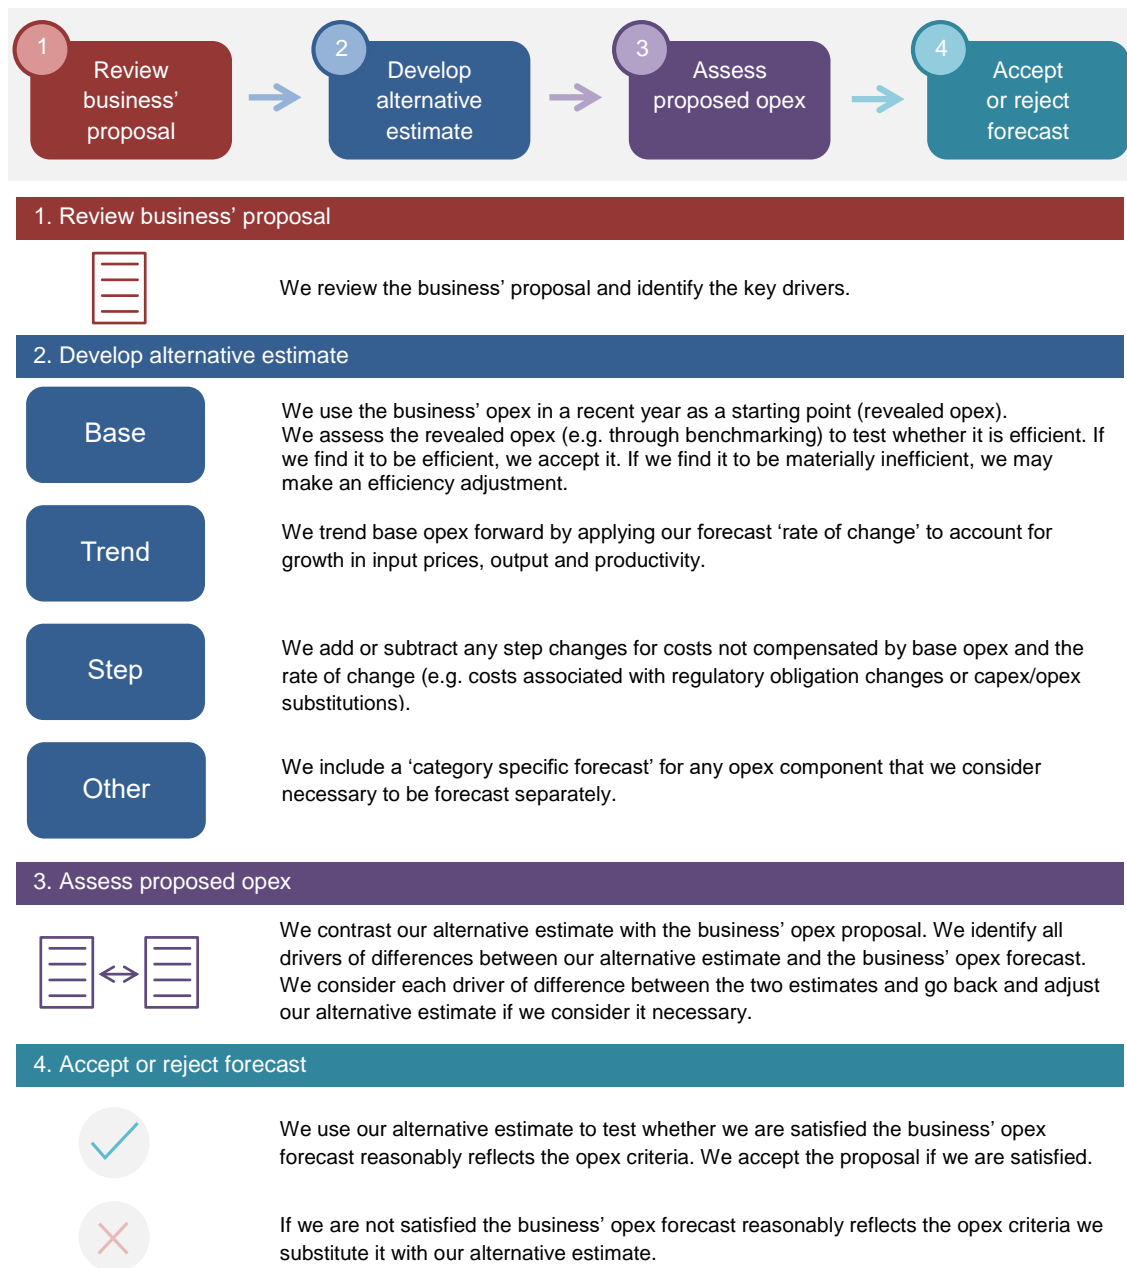 1
Review
business’
proposal
2
Develop
alternative
estimate
3
Assess
proposed opex
4
Accept
or reject
forecast
1. Review business’ proposal
We review the business’ proposal and identify the key drivers.
2. Develop alternative estimate
Base
We use the business’ opex in a recent year as a starting point (revealed opex).
We assess the revealed opex (e.g. through benchmarking) to test whether it is efficient. If
we find it to be efficient, we accept it. If we find it to be materially inefficient, we may
make an efficiency adjustment.
Trend
We trend base opex forward by applying our forecast ‘rate of change’ to account for
growth in input prices, output and productivity.
Step
We add or subtract any step changes for costs not compensated by base opex and the
rate of change (e.g. costs associated with regulatory obligation changes or capex/opex
substitutions).
Other
We include a ‘category specific forecast’ for any opex component that we consider
necessary to be forecast separately.
3. Assess proposed opex
We contrast our alternative estimate with the business’ opex proposal. We identify all
drivers of differences between our alternative estimate and the business’ opex forecast.
We consider each driver of difference between the two estimates and go back and adjust
our alternative estimate if we consider it necessary.
4. Accept or reject forecast
We use our alternative estimate to test whether we are satisfied the business’ opex
forecast reasonably reflects the opex criteria. We accept the proposal if we are satisfied.
If we are not satisfied the business’ opex forecast reasonably reflects the opex criteria we
substitute it with our alternative estimate.